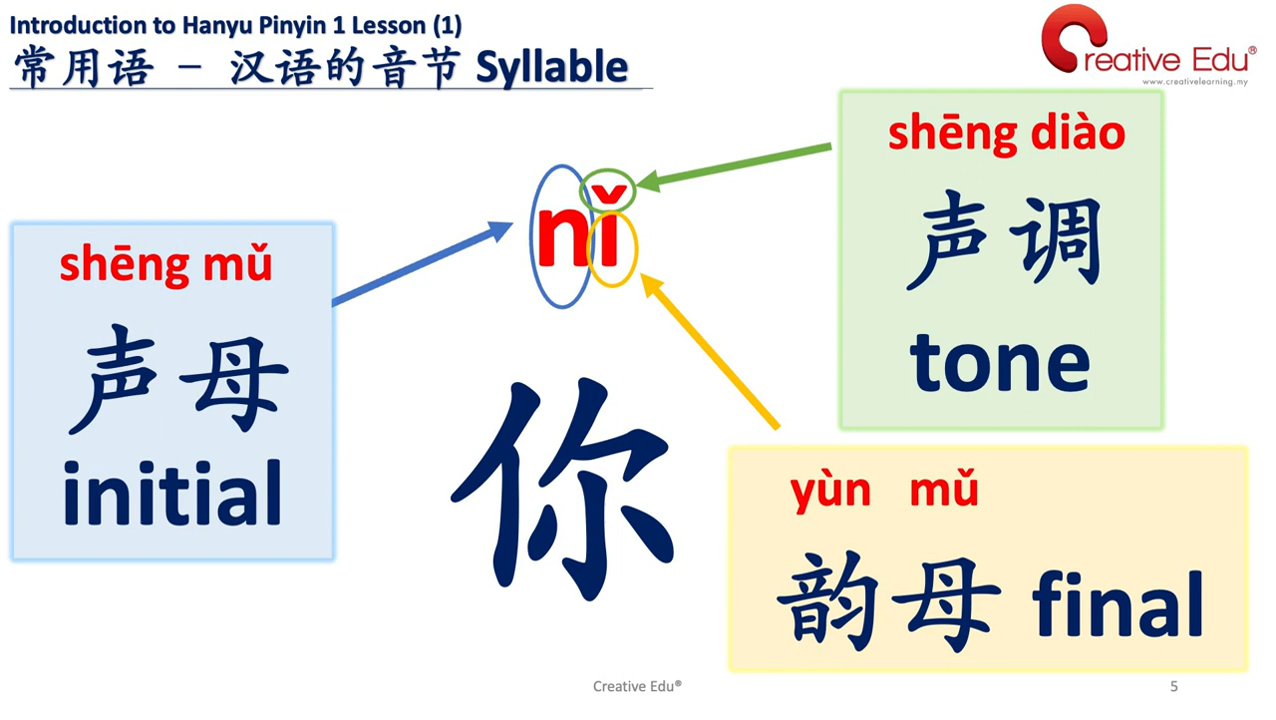 Introduction to Hanyu Pinyin 1 Lesson (1)
常用语 – 汉语的音节 Syllable
Creative Edu®
www.creativelearning.my
shēng mǔ
声母
initial
nǐ
你
shēng diào
声调
tone
yùn mǔ
韵母 final
Creative Edu®
5